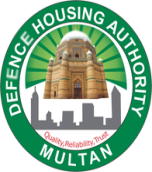 DEFENCE HOUSING AUTHORITY
Quality,Reliability,Trust
MULTAN